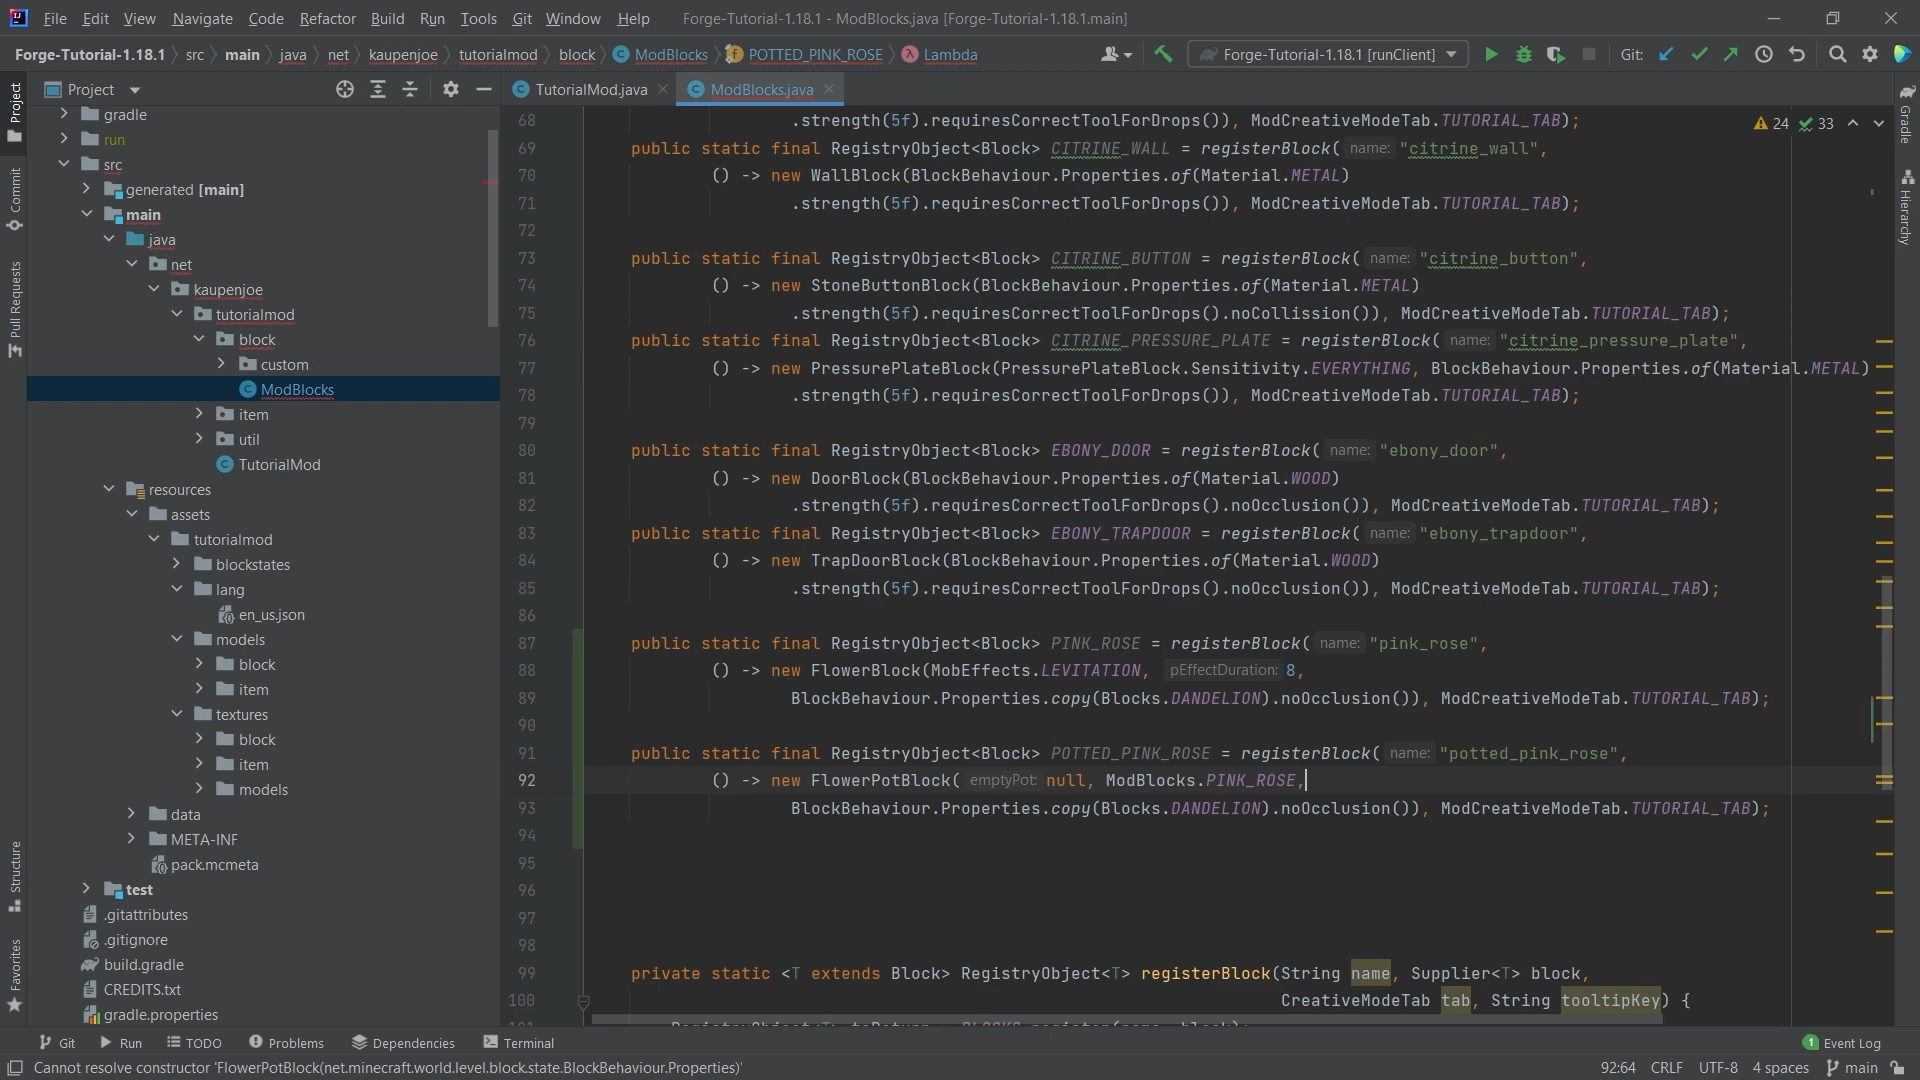 File Edit View Navigate Code Refactor Build Run Tools Git Window Help Forge-Tutorial-1.18.1 - ModBlocks.java [Forge-Tutorial-1.18.1.main]
Forge-Tutorial-1.18.1 src main java net kaupenjoe tutorialmod block ModBlocks POTTED_PINK_ROSE Lambda Forge-Tutorial-1.18.1 [runClient] Git:
Project TutorialMod.java ModBlocks.java
Project
Commit
Pull Requests
Structure
Favorites
gradle
run
src
generated [main]
main
java
net
kaupenjoe
tutorialmod
block
custom
ModBlocks
item
util
TutorialMod
resources
assets
tutorialmod
blockstates
lang
en_us.json
models
block
item
textures
block
item
models
data
META-INF
pack.mcmeta
test
.gitattributes
.gitignore
build.gradle
CREDITS.txt
gradle.properties
24 33
68 .strength(5f).requiresCorrectToolForDrops()), ModCreativeModeTab.TUTORIAL_TAB);
69 public static final RegistryObject<Block> CITRINE_WALL = registerBlock( name: "citrine_wall",
70 () -> new WallBlock(BlockBehaviour.Properties.of(Material.METAL)
71 .strength(5f).requiresCorrectToolForDrops()), ModCreativeModeTab.TUTORIAL_TAB);
72
73 public static final RegistryObject<Block> CITRINE_BUTTON = registerBlock( name: "citrine_button",
74 () -> new StoneButtonBlock(BlockBehaviour.Properties.of(Material.METAL)
75 .strength(5f).requiresCorrectToolForDrops().noCollission()), ModCreativeModeTab.TUTORIAL_TAB);
76 public static final RegistryObject<Block> CITRINE_PRESSURE_PLATE = registerBlock( name: "citrine_pressure_plate",
77 () -> new PressurePlateBlock(PressurePlateBlock.Sensitivity.EVERYTHING, BlockBehaviour.Properties.of(Material.METAL)
78 .strength(5f).requiresCorrectToolForDrops()), ModCreativeModeTab.TUTORIAL_TAB);
79
80 public static final RegistryObject<Block> EBONY_DOOR = registerBlock( name: "ebony_door",
81 () -> new DoorBlock(BlockBehaviour.Properties.of(Material.WOOD)
82 .strength(5f).requiresCorrectToolForDrops().noOcclusion()), ModCreativeModeTab.TUTORIAL_TAB);
83 public static final RegistryObject<Block> EBONY_TRAPDOOR = registerBlock( name: "ebony_trapdoor",
84 () -> new TrapDoorBlock(BlockBehaviour.Properties.of(Material.WOOD)
85 .strength(5f).requiresCorrectToolForDrops().noOcclusion()), ModCreativeModeTab.TUTORIAL_TAB);
86
87 public static final RegistryObject<Block> PINK_ROSE = registerBlock( name: "pink_rose",
88 () -> new FlowerBlock(MobEffects.LEVITATION, pEffectDuration: 8,
89 BlockBehaviour.Properties.copy(Blocks.DANDELION).noOcclusion()), ModCreativeModeTab.TUTORIAL_TAB);
90
91 public static final RegistryObject<Block> POTTED_PINK_ROSE = registerBlock( name: "potted_pink_rose",
92 () -> new FlowerPotBlock( emptyPot: null, ModBlocks.PINK_ROSE,
93 BlockBehaviour.Properties.copy(Blocks.DANDELION).noOcclusion()), ModCreativeModeTab.TUTORIAL_TAB);
94
95
96
97
98
99 private static <T extends Block> RegistryObject<T> registerBlock(String name, Supplier<T> block,
100 CreativeModeTab tab, String tooltipKey) {
Gradle
Hierarchy
Git Run TODO Problems Dependencies Terminal 1 Event Log
Cannot resolve constructor 'FlowerPotBlock(net.minecraft.world.level.block.state.BlockBehaviour.Properties)' 92:64 CRLF UTF-8 4 spaces main